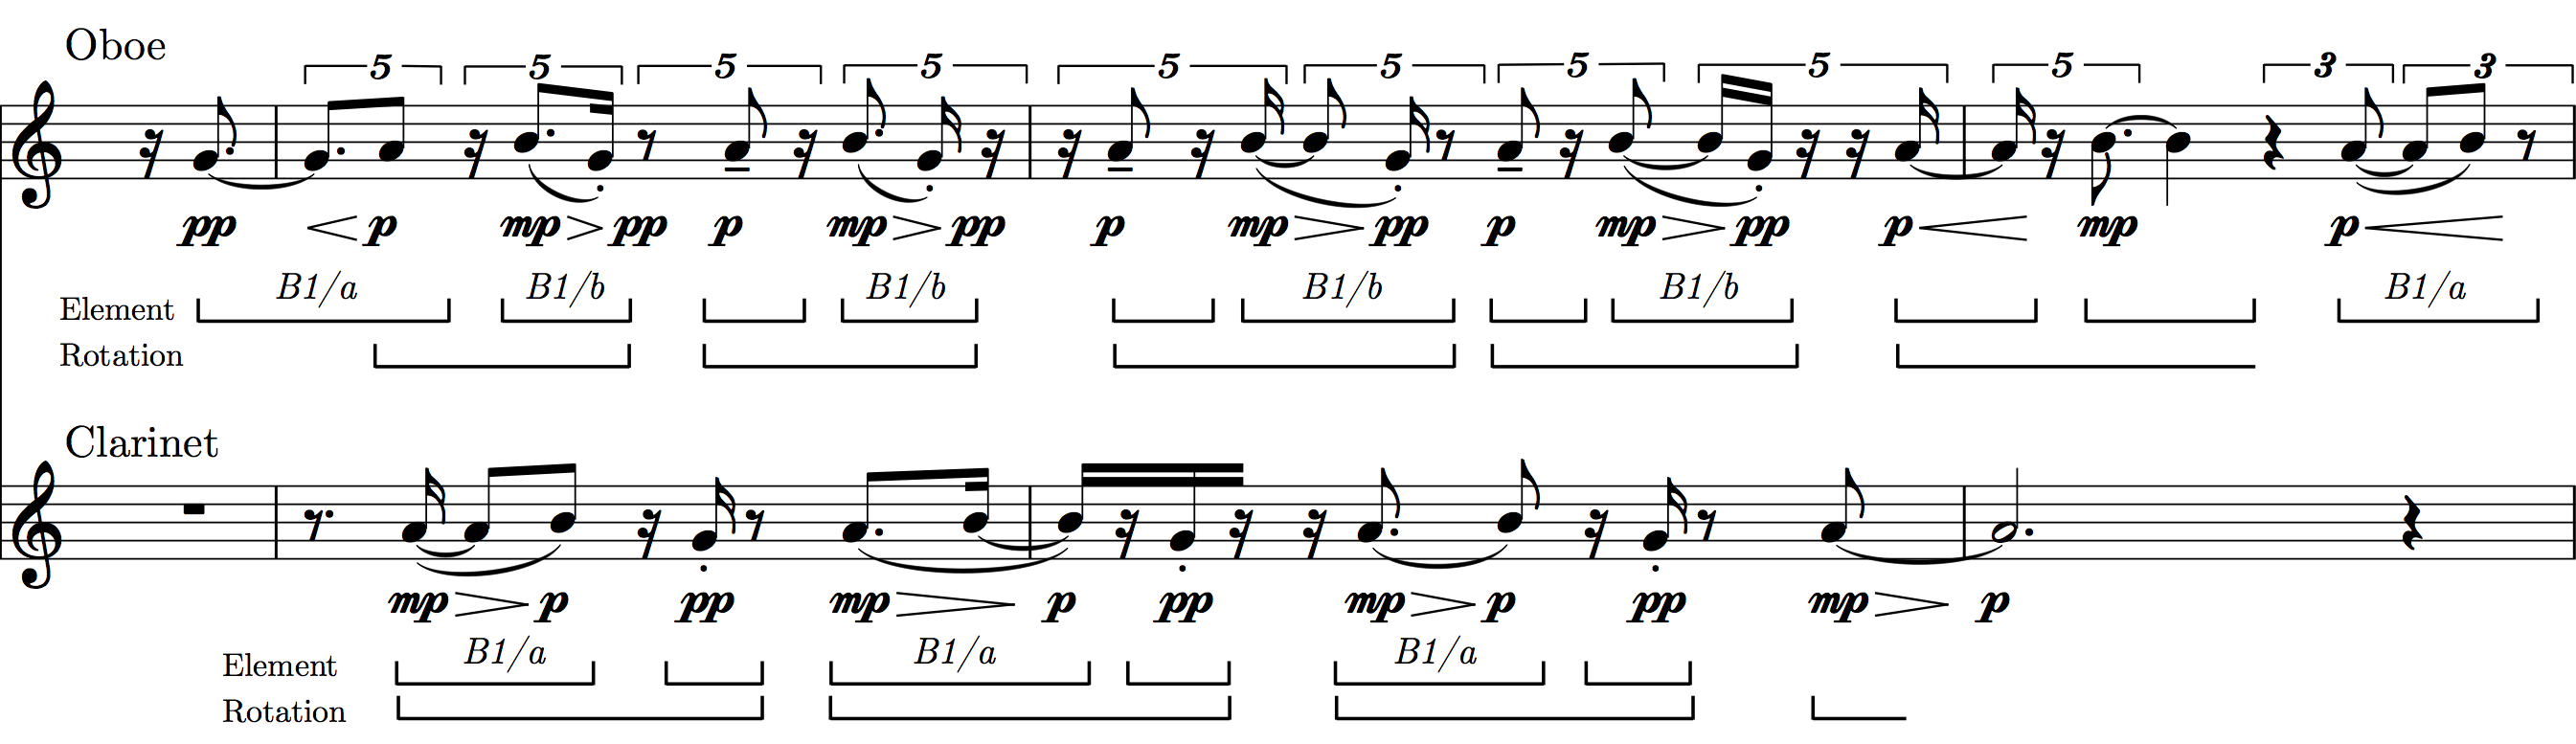 Oboe
5 5 5 5 5 5 5 5 5 3 3
pp p mp pp p mp pp p mp pp p mp pp p mp p
B1/a B1/b B1/b B1/b B1/b B1/a
Element
Rotation
Clarinet
mp p pp mp p pp mp p pp mp p
B1/a B1/a B1/a
Element
Rotation